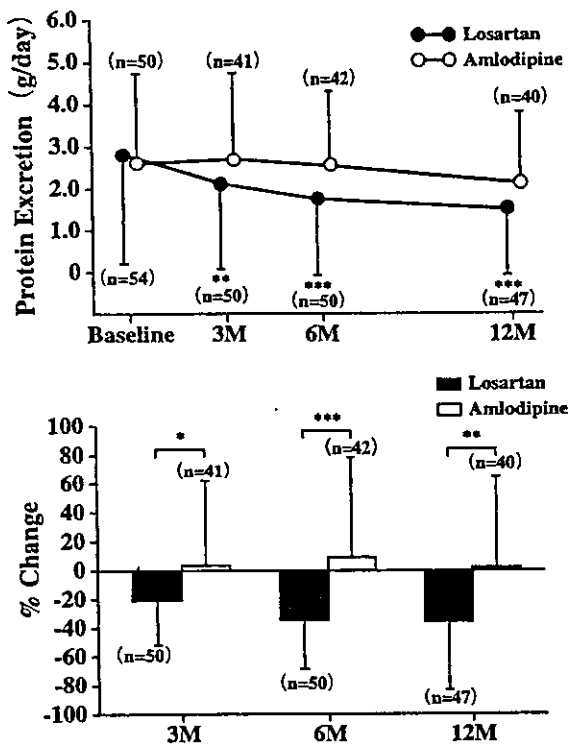 Protein Excretion (g/day)
6.0
5.0
4.0
3.0
2.0
1.0
0
Losartan
Amlodipine
(n=50)
(n=41)
(n=42)
(n=40)
(n=54)
**
(n=50)
***
(n=50)
***
(n=47)
Baseline 3M 6M 12M
% Change
100
80
60
40
20
0
-20
-40
-60
-80
-100
Losartan
Amlodipine
*
(n=41)
***
(n=42)
**
(n=40)
(n=50)
(n=50)
(n=47)
3M 6M 12M